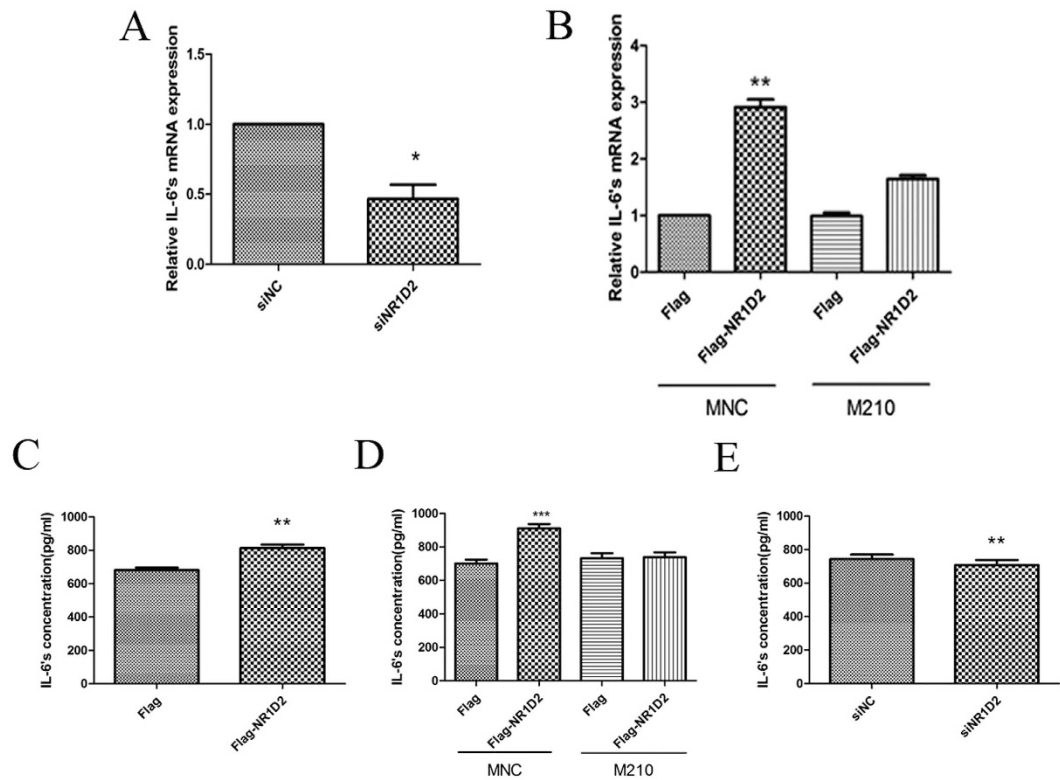 A
Relative IL-6's mRNA expression
1.5
1.0
0.5
0.0
*
siNC
siNR1D2
B
Relative IL-6's mRNA expression
4
3
2
1
0
**
Flag
Flag-NR1D2
Flag
Flag-NR1D2
MNC
M210
C
IL-6's concentration(pg/ml)
1000
800
600
400
200
0
**
Flag
Flag-NR1D2
D
IL-6's concentration(pg/ml)
1000
800
600
400
200
0
***
Flag
Flag-NR1D2
Flag
Flag-NR1D2
MNC
M210
E
IL-6's concentration(pg/ml)
1000
800
600
400
200
0
**
siNC
siNR1D2